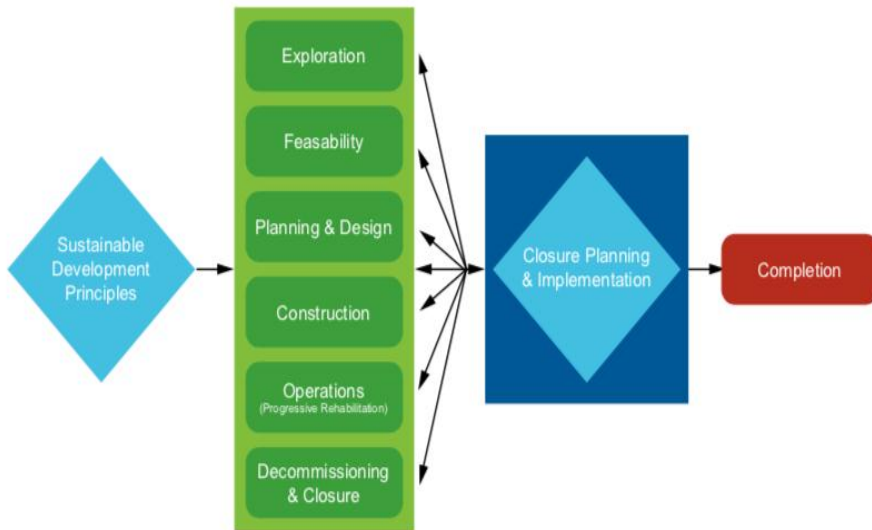 Exploration
Feasability
Planning & Design
Construction
Operations
(Progressive Rehabilitation)
Decommissioning
& Closure
Sustainable
Development
Principles
Closure Planning
& Implementation
Completion